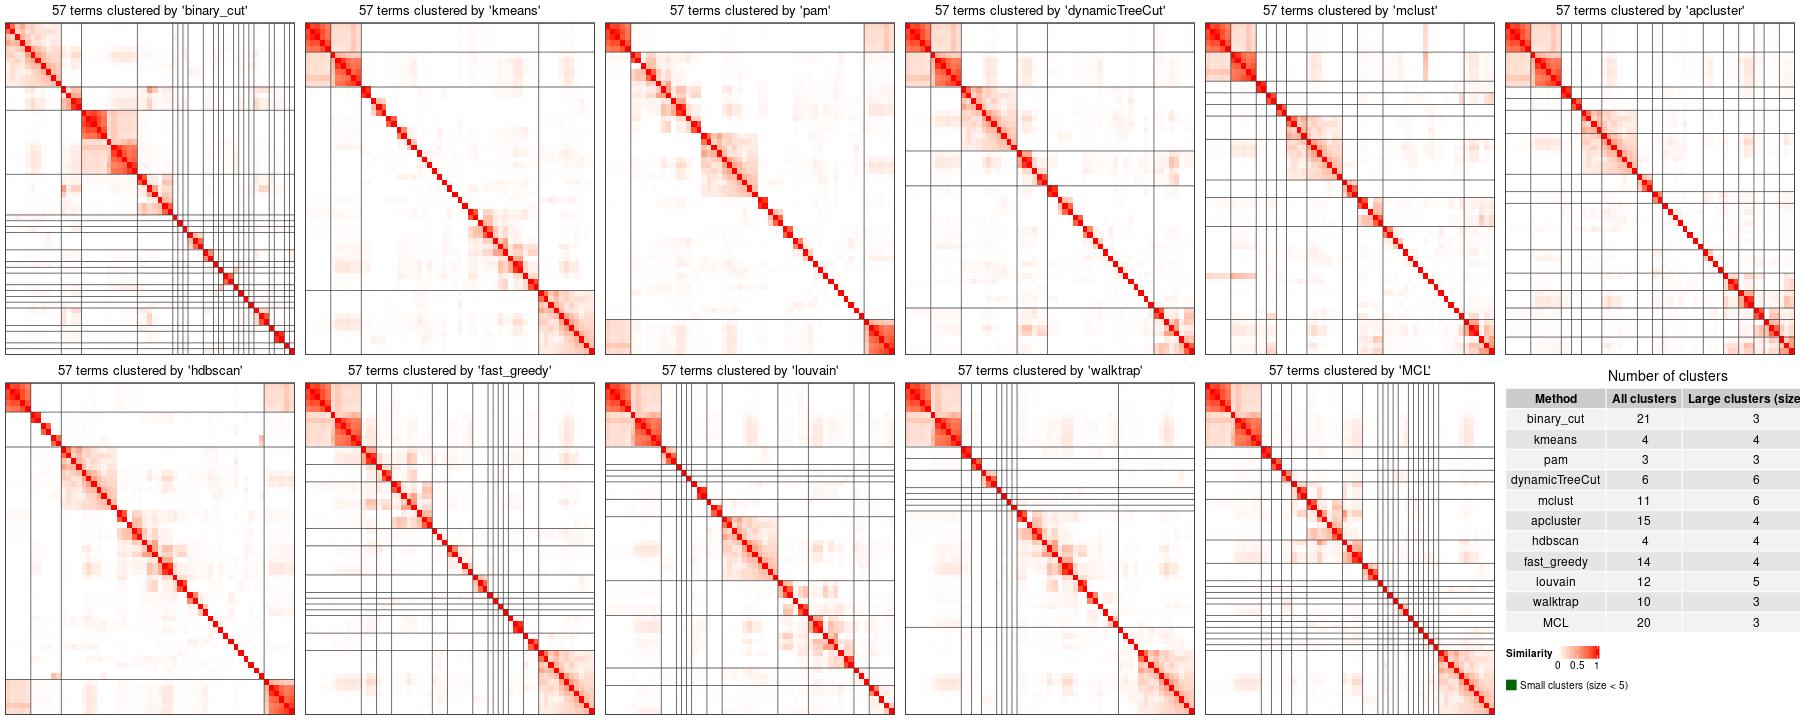 57 terms clustered by 'binary_cut'
57 terms clustered by 'kmeans'
57 terms clustered by 'pam'
57 terms clustered by 'dynamicTreeCut'
57 terms clustered by 'mclust'
57 terms clustered by 'apcluster'
57 terms clustered by 'hdbscan'
57 terms clustered by 'fast_greedy'
57 terms clustered by 'louvain'
57 terms clustered by 'walktrap'
57 terms clustered by 'MCL'
Number of clusters
Method All clusters Large clusters (size
binary_cut 21 3
kmeans 4 4
pam 3 3
dynamicTreeCut 6 6
mclust 11 6
apcluster 15 4
hdbscan 4 4
fast_greedy 14 4
louvain 12 5
walktrap 10 3
MCL 20 3
Similarity
0 0.5 1
Small clusters (size < 5)